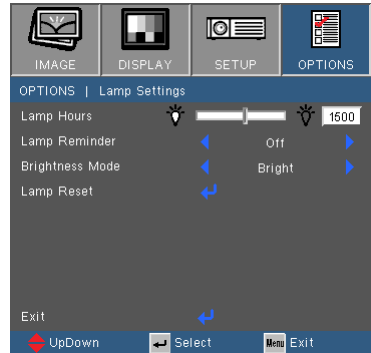 IMAGE DISPLAY SETUP OPTIONS
OPTIONS | Lamp Settings
Lamp Hours 1500
Lamp Reminder Off
Brightness Mode Bright
Lamp Reset
Exit
UpDown Select Menu Exit